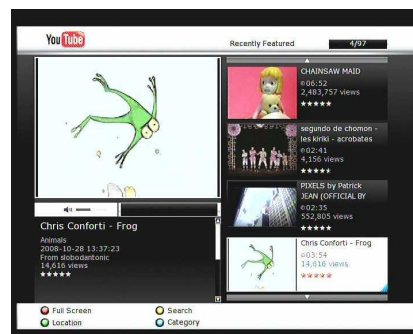 YouTube
Recently Featured 4/97
CHAINSAW MAID
06:52
2,483,757 views
segundo de chomon -
les kiriki - acrobates
02:41
4,156 views
PIXELS by Patrick
JEAN (OFFICIAL BY
02:35
552,805 views
Chris Conforti - Frog
03:54
14,616 views
Chris Conforti - Frog
Animals
2008-10-28 13:37:23
From slobodantonic
14,616 views
Full Screen
Search
Location
Category